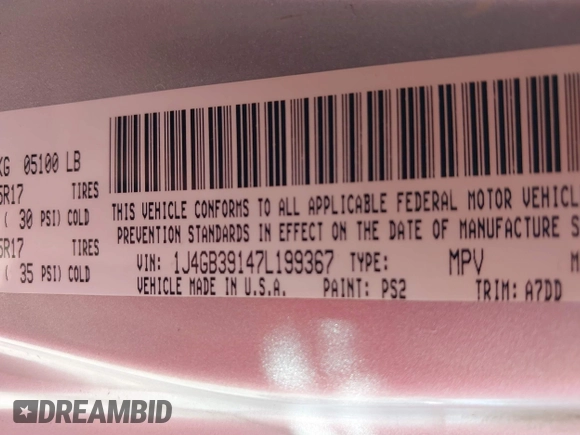 KG 05100 LB
5R17 TIRES
( 30 PSI) COLD
5R17 TIRES
( 35 PSI) COLD
THIS VEHICLE CONFORMS TO ALL APPLICABLE FEDERAL MOTOR VEHICL
PREVENTION STANDARDS IN EFFECT ON THE DATE OF MANUFACTURE S
VIN: 1J4GB39147L199367 TYPE: MPV M
VEHICLE MADE IN U.S.A. PAINT: PS2 TRIM: A7DD
DREAMBID